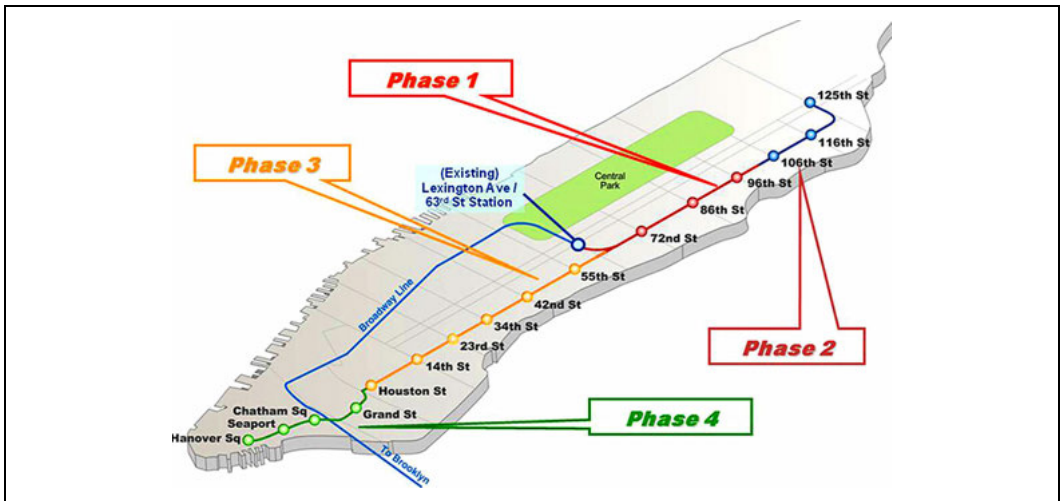 Phase 1
125th St
116th St
106th St
96th St
86th St
72nd St
Central
Park
Phase 3
(Existing)
Lexington Ave /
63rd St Station
55th St
42nd St
34th St
23rd St
14th St
Broadway Line
Phase 2
Houston St
Grand St
Chatham Sq
Seaport
Hanover Sq
Phase 4
To Brooklyn